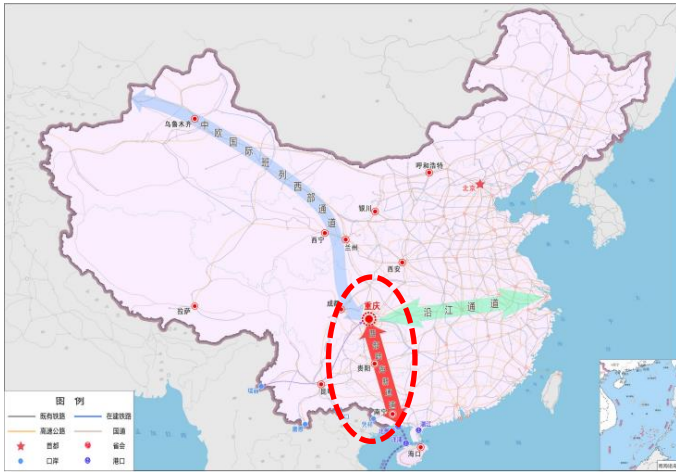 乌鲁木齐
中欧国际班列西部通道
呼和浩特
北京
银川
西宁
兰州
西安
拉萨
成都
重庆
沿江通道
贵阳
昆明
南宁
海口
图 例
既有铁路
在建铁路
高速公路
国道
首都
省会
口岸
港口